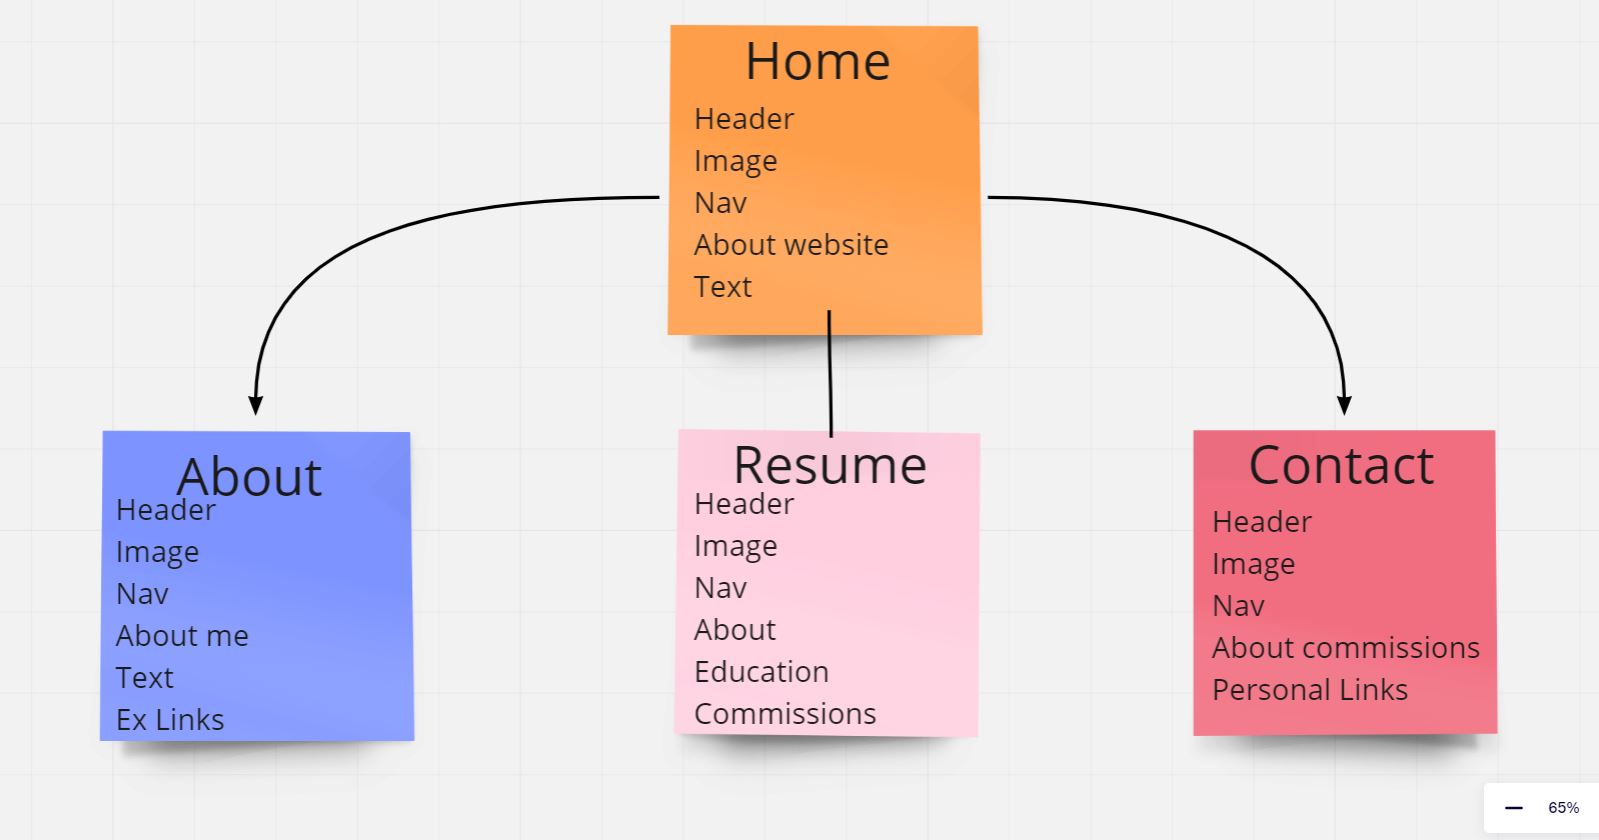 Home
Header
Image
Nav
About website
Text
About
Header
Image
Nav
About me
Text
Ex Links
Resume
Header
Image
Nav
About
Education
Commissions
Contact
Header
Image
Nav
About commissions
Personal Links
65%